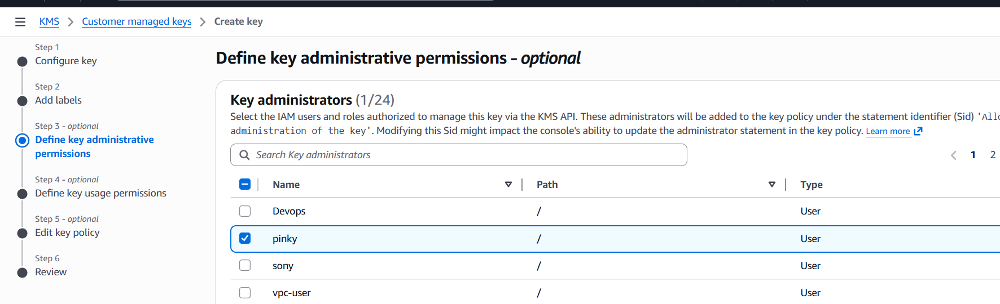 KMS > Customer managed keys > Create key
Step 1
Configure key
Step 2
Add labels
Step 3 - optional
Define key administrative
permissions
Step 4 - optional
Define key usage permissions
Step 5 - optional
Edit key policy
Step 6
Review
Define key administrative permissions - optional
Key administrators (1/24)
Select the IAM users and roles authorized to manage this key via the KMS API. These administrators will be added to the key policy under the statement identifier (Sid) 'Allo
administration of the key'. Modifying this Sid might impact the console's ability to update the administrator statement in the key policy. Learn more
Search Key administrators
1 2
Name Path Type
Devops / User
pinky / User
sony / User
vpc-user / User